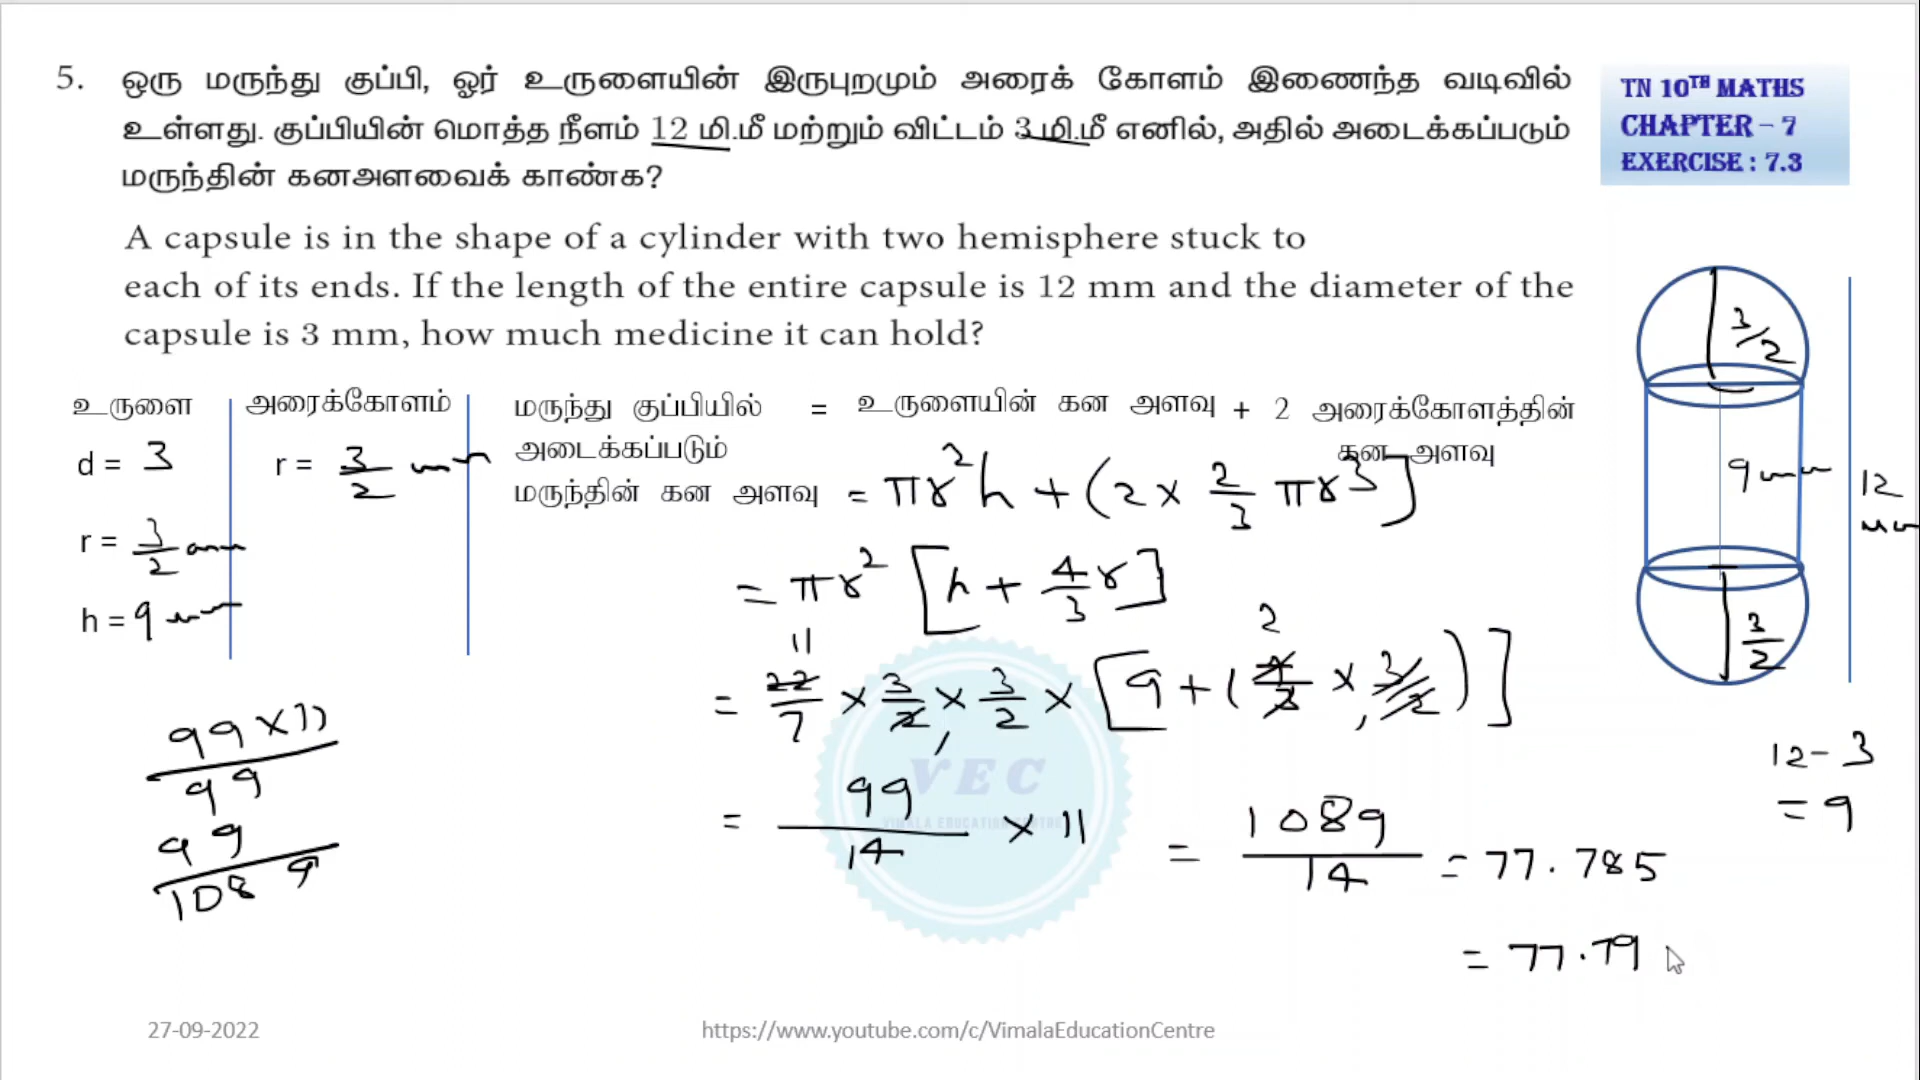 5. ஒரு மருந்து குப்பி, ஓர் உருளையின் இருபுறமும் அரைக் கோளம் இணைந்த வடிவில்
உள்ளது. குப்பியின் மொத்த நீளம் 12 மி.மீ மற்றும் விட்டம் 3 மி.மீ எனில், அதில் அடைக்கப்படும்
மருந்தின் கனஅளவைக் காண்க?
TN 10TH MATHS
CHAPTER – 7
EXERCISE : 7.3
A capsule is in the shape of a cylinder with two hemisphere stuck to
each of its ends. If the length of the entire capsule is 12 mm and the diameter of the
capsule is 3 mm, how much medicine it can hold?
உருளை
d = 3
r = 3/2 mm
h = 9 mm
அரைக்கோளம்
r = 3/2 mm
மருந்து குப்பியில் = உருளையின் கன அளவு + 2 அரைக்கோளத்தின்
அடைக்கப்படும் கன அளவு
மருந்தின் கன அளவு = πr²h + (2 × 2/3 πr³]
= πr² [h + 4/3 r]
11 2
= 22/7 × 3/2 × 3/2 × [9 + (4/3 × 3/2)]
= 99/14 × 11 = 1089/14 = 77.785
= 77.79
99 × 11
99
99
1089
3/2
9 mm
12
mm
3/2
12 - 3
= 9
VEC
VIMALA EDUCATION CENTRE
27-09-2022
https://www.youtube.com/c/VimalaEducationCentre